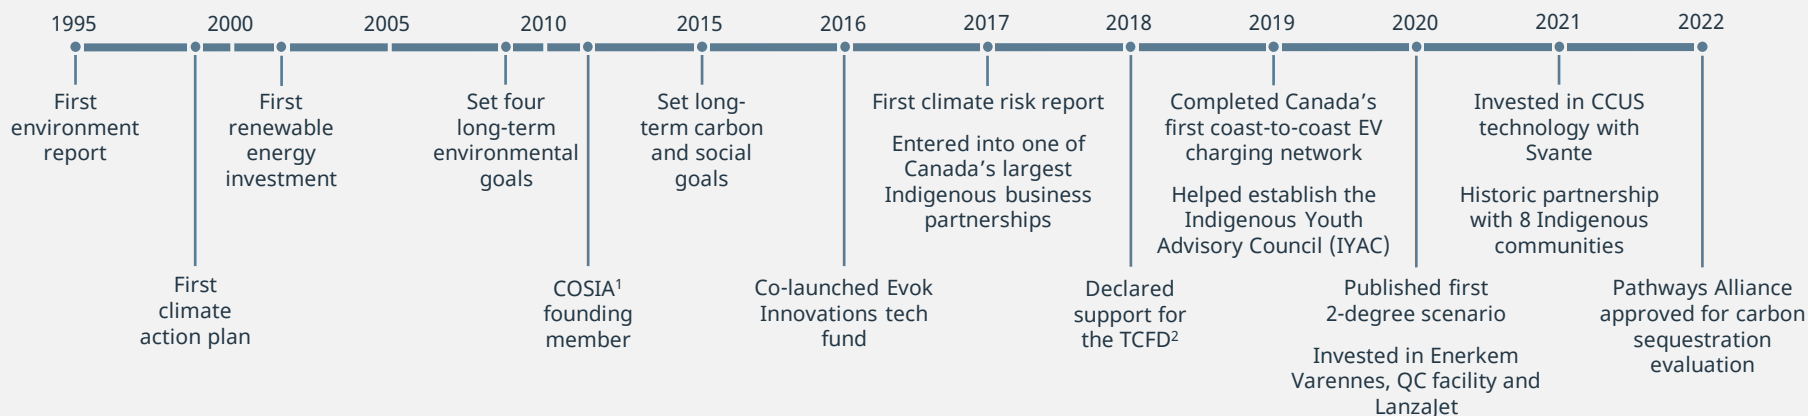 1995 2000 2005 2010 2015 2016 2017 2018 2019 2020 2021 2022
First
environment
report
First
climate
action plan
First
renewable
energy
investment
Set four
long-term
environmental
goals
COSIA¹
founding
member
Set long-
term carbon
and social
goals
Co-launched Evok
Innovations tech
fund
First climate risk report
Entered into one of
Canada’s largest
Indigenous business
partnerships
Declared
support for
the TCFD²
Completed Canada’s
first coast-to-coast EV
charging network
Helped establish the
Indigenous Youth
Advisory Council (IYAC)
Published first
2-degree scenario
Invested in Enerkem
Varennes, QC facility and
LanzaJet
Invested in CCUS
technology with
Svante
Historic partnership
with 8 Indigenous
communities
Pathways Alliance
approved for carbon
sequestration
evaluation